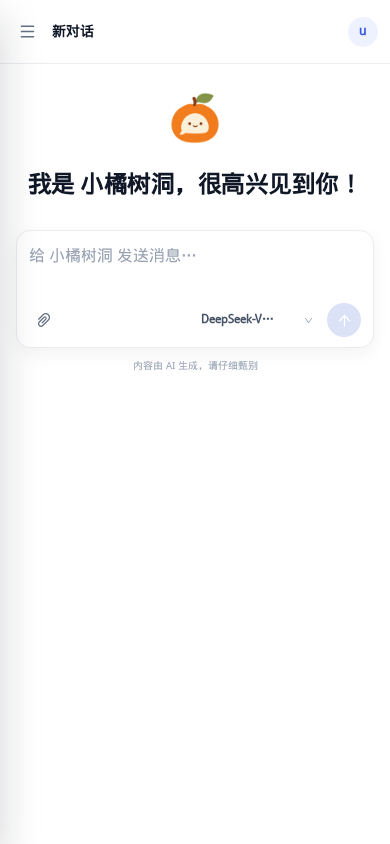 新对话
u
我是 小橘树洞，很高兴见到你！
给 小橘树洞 发送消息…
DeepSeek-V…
内容由 AI 生成，请仔细甄别